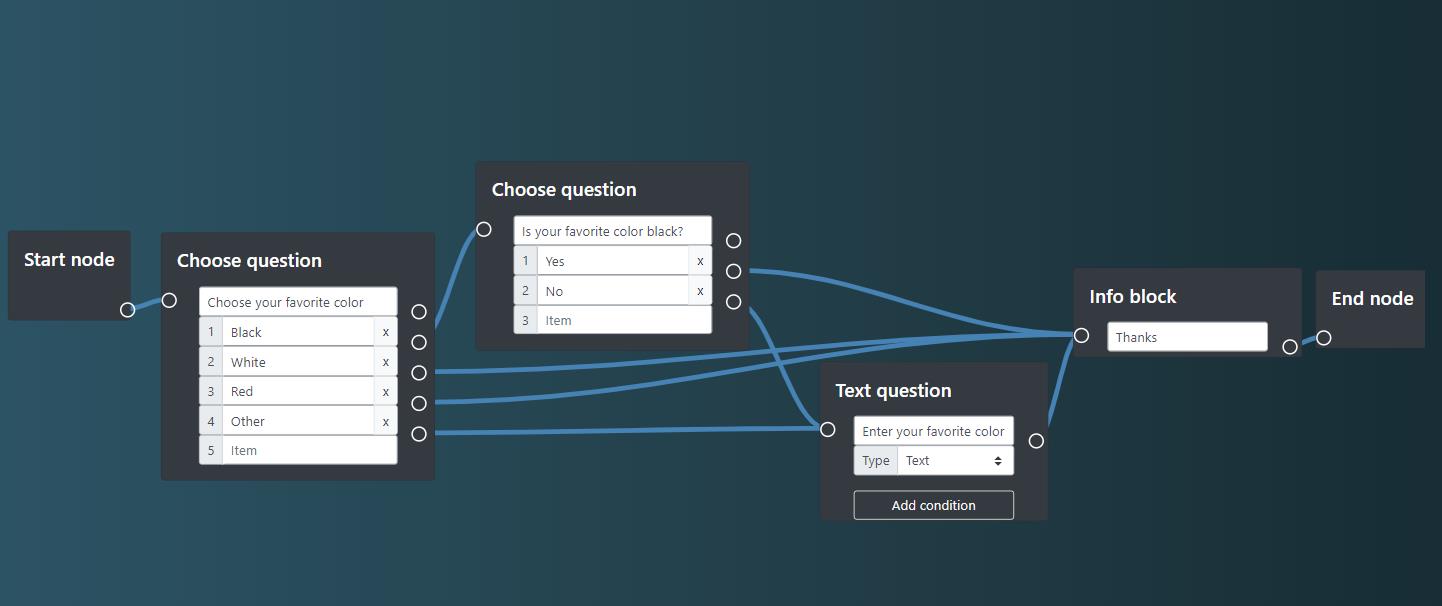 Start node
Choose question
Choose your favorite color
1 Black x
2 White x
3 Red x
4 Other x
5 Item
Choose question
Is your favorite color black?
1 Yes x
2 No x
3 Item
Text question
Enter your favorite color
Type Text
Add condition
Info block
Thanks
End node